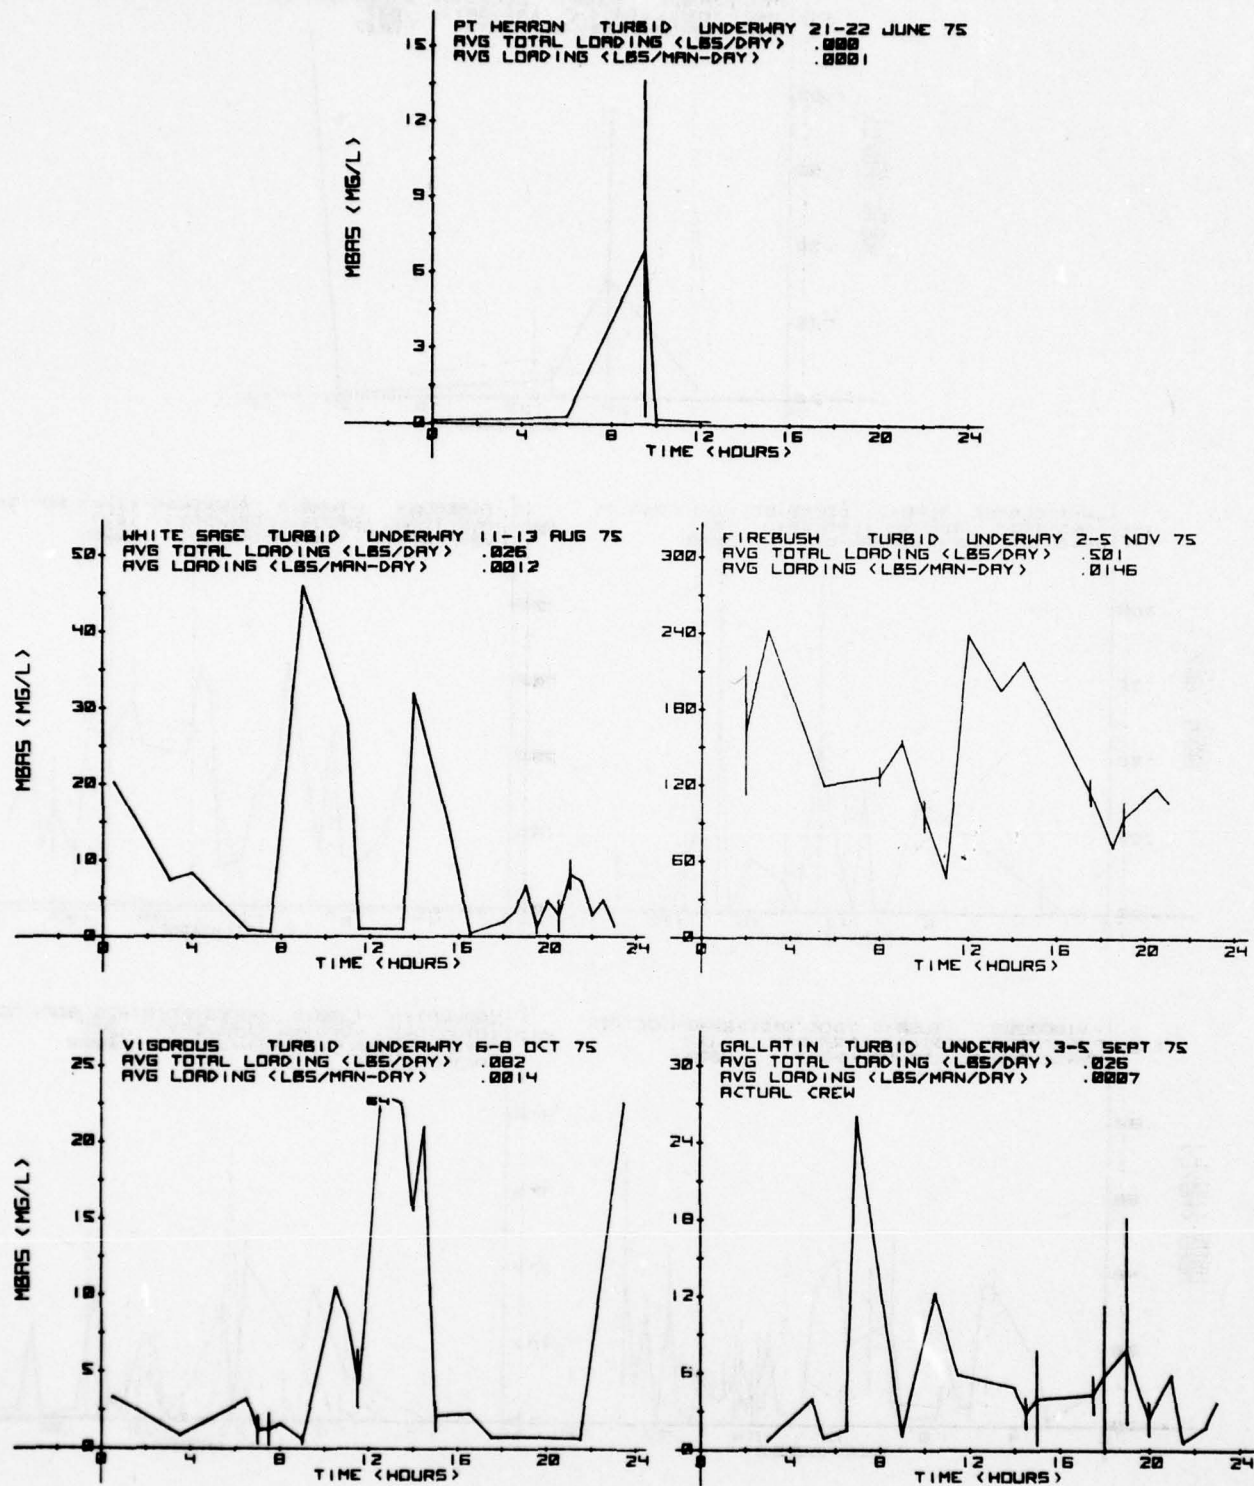 PT HERRON TURBID UNDERWAY 21-22 JUNE 75
AVG TOTAL LOADING <LBS/DAY> .000
AVG LOADING <LBS/MAN-DAY> .0001
MBAS <MG/L>
15
12
9
6
3
0
0 4 8 12 16 20 24
TIME <HOURS>
WHITE SAGE TURBID UNDERWAY 11-13 AUG 75
AVG TOTAL LOADING <LBS/DAY> .026
AVG LOADING <LBS/MAN-DAY> .0012
MBAS <MG/L>
50
40
30
20
10
0
0 4 8 12 16 20 24
TIME <HOURS>
FIREBUSH TURBID UNDERWAY 2-5 NOV 75
AVG TOTAL LOADING <LBS/DAY> .501
AVG LOADING <LBS/MAN-DAY> .0146
300
240
180
120
60
0
0 4 8 12 16 20 24
TIME <HOURS>
VIGOROUS TURBID UNDERWAY 6-8 OCT 75
AVG TOTAL LOADING <LBS/DAY> .082
AVG LOADING <LBS/MAN-DAY> .0014
64
MBAS <MG/L>
25
20
15
10
5
0
0 4 8 12 16 20 24
TIME <HOURS>
GALLATIN TURBID UNDERWAY 3-5 SEPT 75
AVG TOTAL LOADING <LBS/DAY> .026
AVG LOADING <LBS/MAN/DAY> .0007
ACTUAL CREW
30
24
18
12
6
0
0 4 8 12 16 20 24
TIME <HOURS>